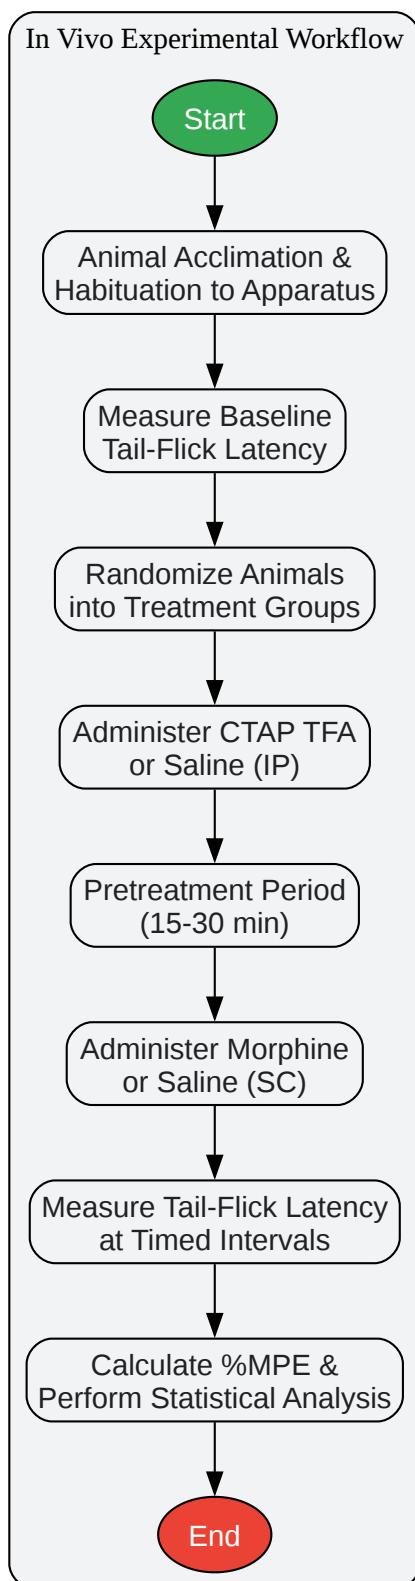 In Vivo Experimental Workflow
Start
Animal Acclimation &
Habituation to Apparatus
Measure Baseline
Tail-Flick Latency
Randomize Animals
into Treatment Groups
Administer CTAP TFA
or Saline (IP)
Pretreatment Period
(15-30 min)
Administer Morphine
or Saline (SC)
Measure Tail-Flick Latency
at Timed Intervals
Calculate %MPE &
Perform Statistical Analysis
End